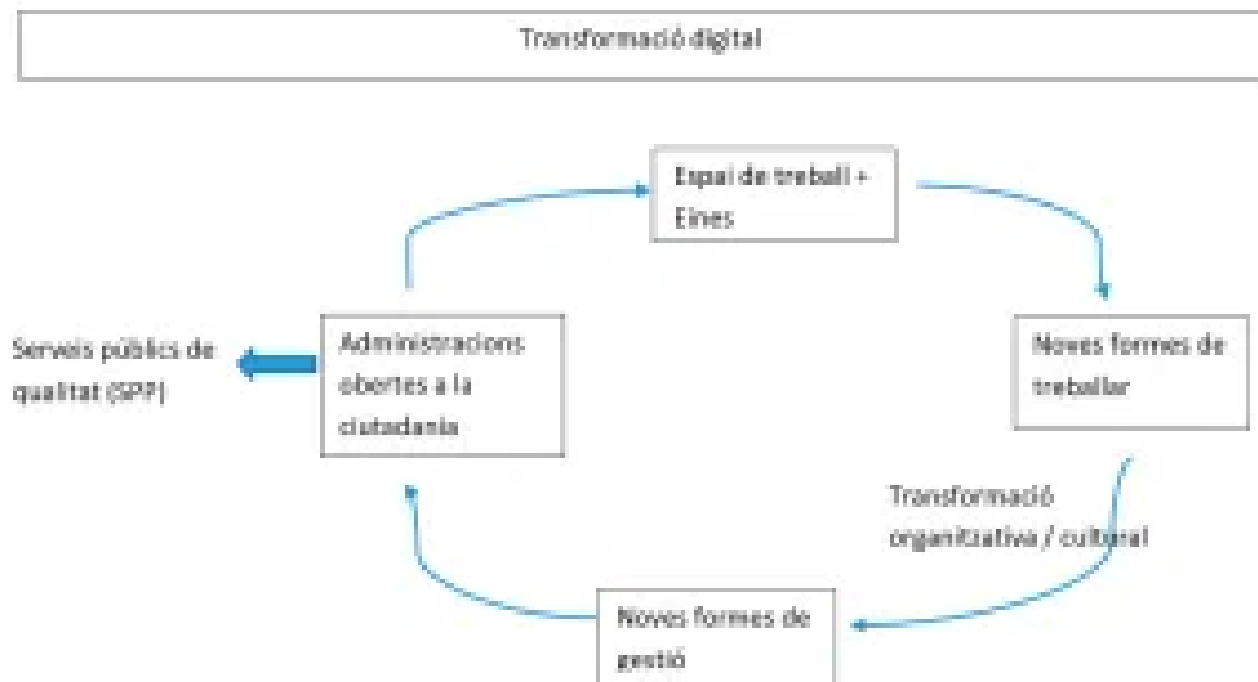 Transformació digital
Espai de treball +
Eines
Serveis públics de
qualitat (SPP)
Administracions
obertes a la
ciutadania
Noves formes de
treballar
Transformació
organitzativa / cultural
Noves formes de
gestió